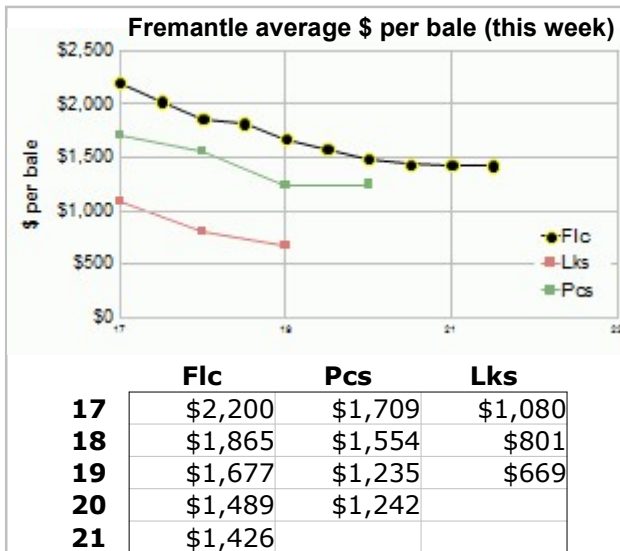 Fremantle average $ per bale (this week)
$2,500
$2,000
$1,500
$1,000
$500
$0
$ per bale
17 19 21 22
Flc
Lks
Pcs
Flc Pcs Lks
17 $2,200 $1,709 $1,080
18 $1,865 $1,554 $801
19 $1,677 $1,235 $669
20 $1,489 $1,242
21 $1,426